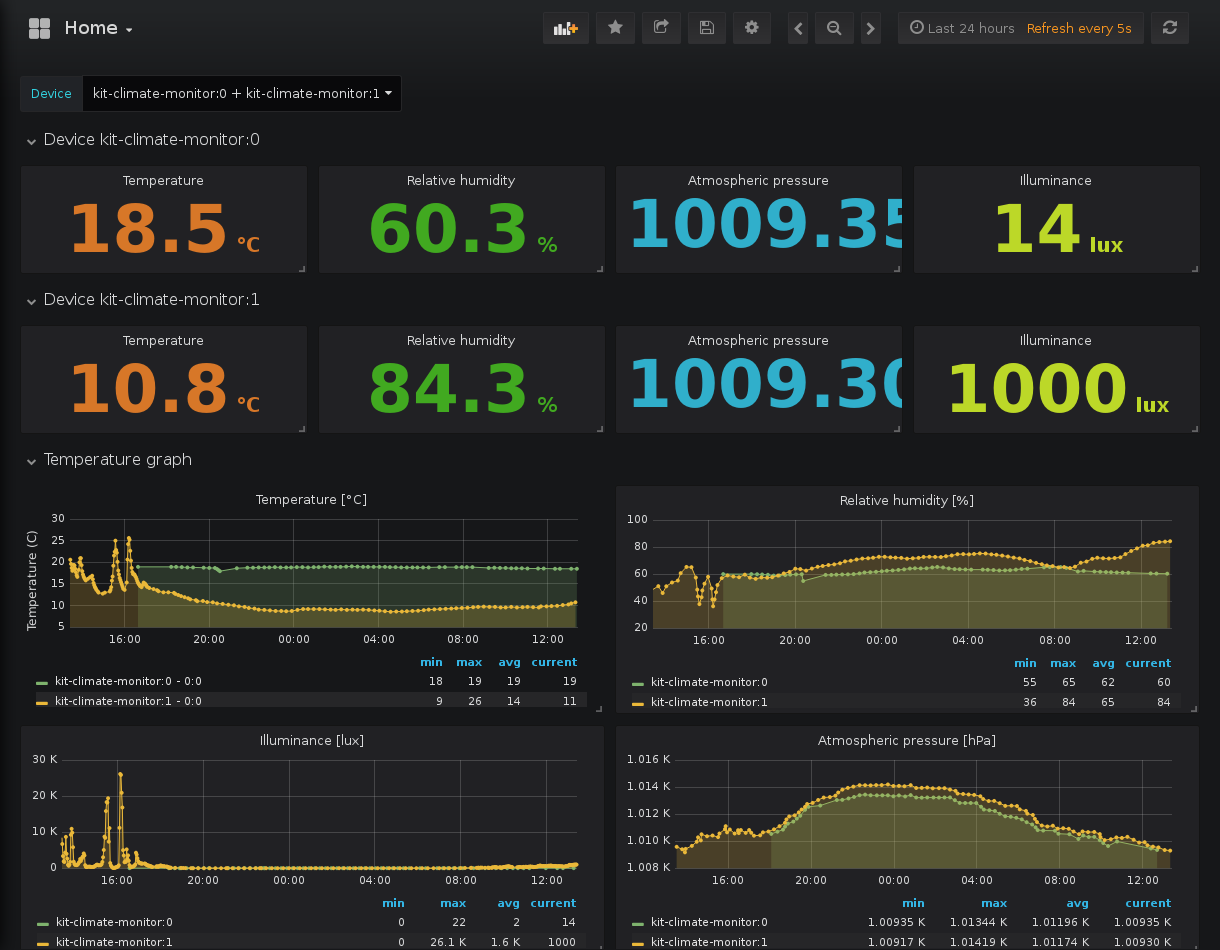 Home
Last 24 hours Refresh every 5s
Device kit-climate-monitor:0 + kit-climate-monitor:1
Device kit-climate-monitor:0
Temperature Relative humidity Atmospheric pressure Illuminance
18.5 °C 60.3 % 1009.35 14 lux
Device kit-climate-monitor:1
Temperature Relative humidity Atmospheric pressure Illuminance
10.8 °C 84.3 % 1009.30 1000 lux
Temperature graph
Temperature [°C]
Temperature (C)
30
25
20
15
10
5
16:00 20:00 00:00 04:00 08:00 12:00
min max avg current
kit-climate-monitor:0 - 0:0 18 19 19 19
kit-climate-monitor:1 - 0:0 9 26 14 11
Relative humidity [%]
100
80
60
40
20
16:00 20:00 00:00 04:00 08:00 12:00
min max avg current
kit-climate-monitor:0 55 65 62 60
kit-climate-monitor:1 36 84 65 84
Illuminance [lux]
30 K
20 K
10 K
0
16:00 20:00 00:00 04:00 08:00 12:00
min max avg current
kit-climate-monitor:0 0 22 2 14
kit-climate-monitor:1 0 26.1 K 1.6 K 1000
Atmospheric pressure [hPa]
1.016 K
1.014 K
1.012 K
1.010 K
1.008 K
16:00 20:00 00:00 04:00 08:00 12:00
min max avg current
kit-climate-monitor:0 1.00935 K 1.01344 K 1.01196 K 1.00935 K
kit-climate-monitor:1 1.00917 K 1.01419 K 1.01174 K 1.00930 K